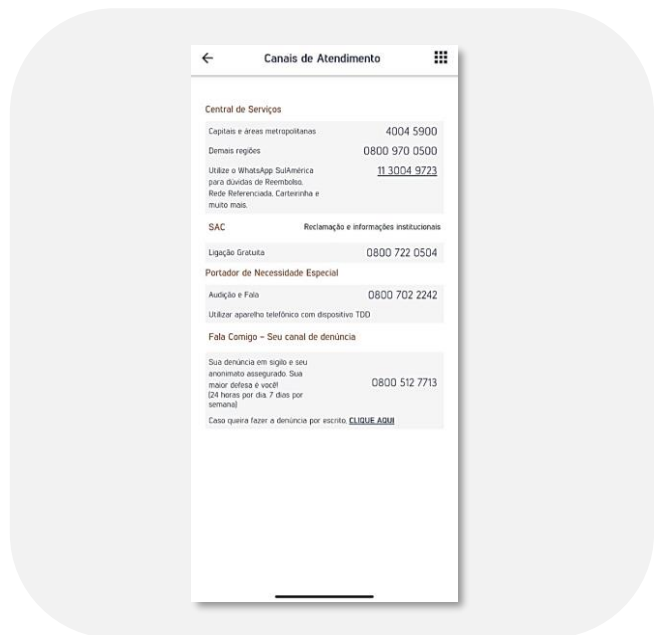 Canais de Atendimento
Central de Serviços
Capitais e áreas metropolitanas 4004 5900
Demais regiões 0800 970 0500
Utilize o WhatsApp SulAmérica 11 3004 9723
para dúvidas de Reembolso,
Rede Referenciada, Carteirinha e
muito mais.
SAC Reclamação e informações institucionais
Ligação Gratuita 0800 722 0504
Portador de Necessidade Especial
Audição e Fala 0800 702 2242
Utilizar aparelho telefônico com dispositivo TDD
Fala Comigo – Seu canal de denúncia
Sua denúncia em sigilo e seu
anonimato assegurado. Sua
maior defesa é você!
(24 horas por dia, 7 dias por
semana)
0800 512 7713
Caso queira fazer a denúncia por escrito, CLIQUE AQUI